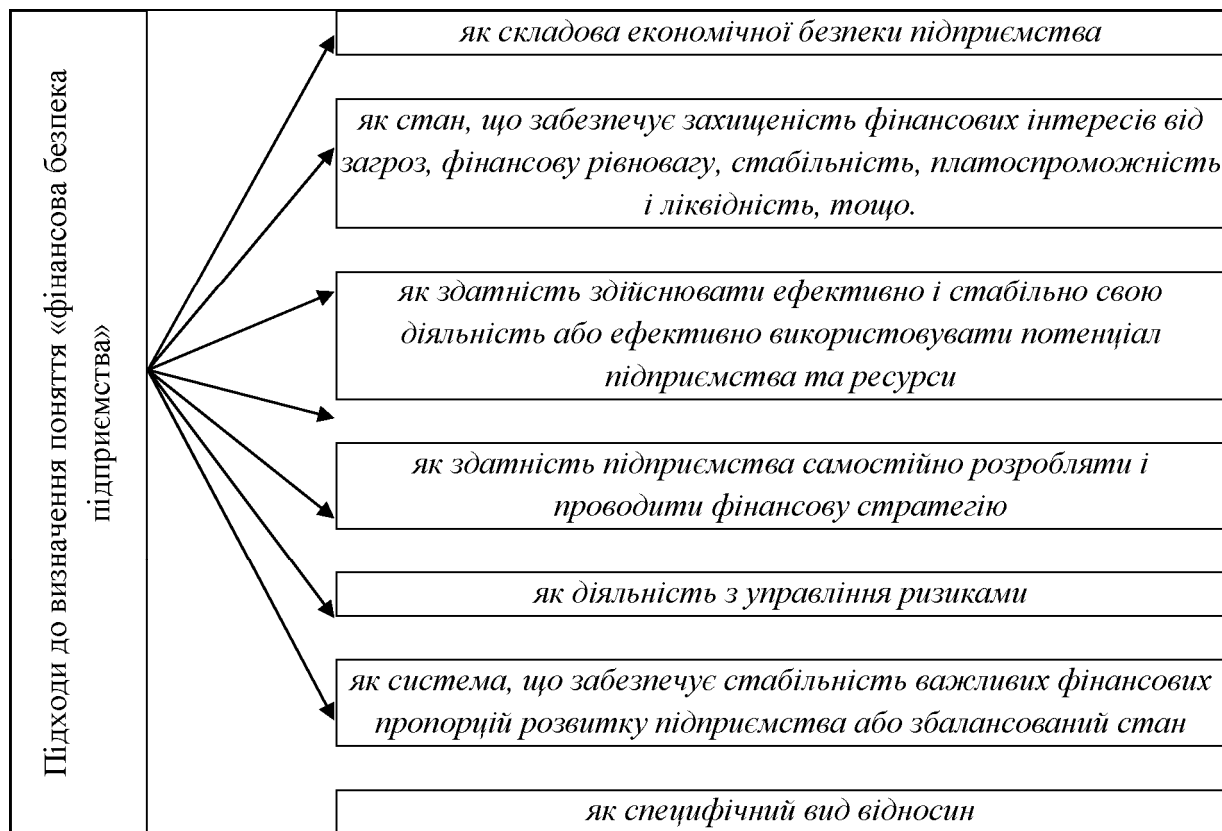 Підходи до визначення поняття «фінансова безпека
підприємства»
як складова економічної безпеки підприємства
як стан, що забезпечує захищеність фінансових інтересів від
загроз, фінансову рівновагу, стабільність, платоспроможність
і ліквідність, тощо.
як здатність здійснювати ефективно і стабільно свою
діяльність або ефективно використовувати потенціал
підприємства та ресурси
як здатність підприємства самостійно розробляти і
проводити фінансову стратегію
як діяльність з управління ризиками
як система, що забезпечує стабільність важливих фінансових
пропорцій розвитку підприємства або збалансований стан
як специфічний вид відносин